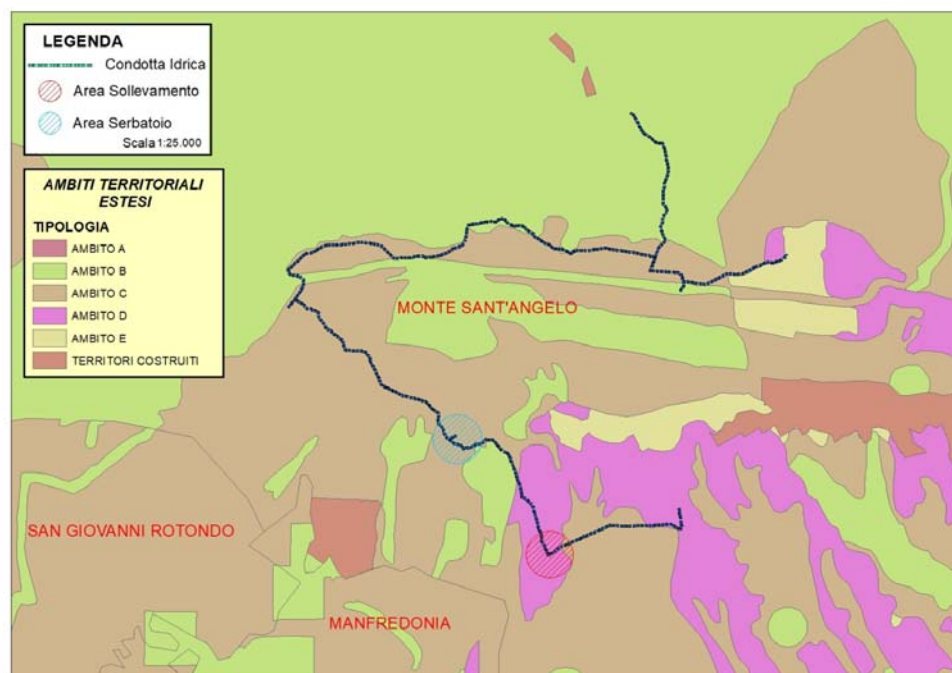 LEGENDA
Condotta Idrica
Area Sollevamento
Area Serbatoio
Scala 1:25.000
AMBITI TERRITORIALI
ESTESI
TIPOLOGIA
AMBITO A
AMBITO B
AMBITO C
AMBITO D
AMBITO E
TERRITORI COSTRUITI
MONTE SANT'ANGELO
SAN GIOVANNI ROTONDO
MANFREDONIA